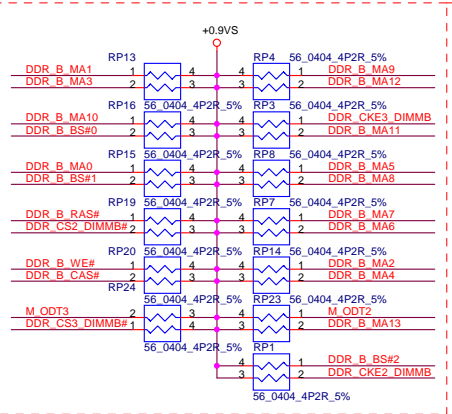 +0.9VS
RP13 RP4 56_0404_4P2R_5%
DDR_B_MA1 1 4 4 1 DDR_B_MA9
DDR_B_MA3 2 3 3 2 DDR_B_MA12
RP16 56_0404_4P2R_5% RP3 56_0404_4P2R_5%
DDR_B_MA10 1 4 4 1 DDR_CKE3_DIMMB
DDR_B_BS#0 2 3 3 2 DDR_B_MA11
RP15 56_0404_4P2R_5% RP8 56_0404_4P2R_5%
DDR_B_MA0 1 4 4 1 DDR_B_MA5
DDR_B_BS#1 2 3 3 2 DDR_B_MA8
RP19 56_0404_4P2R_5% RP7 56_0404_4P2R_5%
DDR_B_RAS# 1 4 4 1 DDR_B_MA7
DDR_CS2_DIMMB# 2 3 3 2 DDR_B_MA6
RP20 56_0404_4P2R_5% RP14 56_0404_4P2R_5%
DDR_B_WE# 1 4 4 1 DDR_B_MA2
DDR_B_CAS# 2 3 3 2 DDR_B_MA4
RP24 56_0404_4P2R_5% RP23 56_0404_4P2R_5%
M_ODT3 2 3 4 1 M_ODT2
DDR_CS3_DIMMB# 1 4 3 2 DDR_B_MA13
56_0404_4P2R_5% RP1 56_0404_4P2R_5%
4 1 DDR_B_BS#2
3 2 DDR_CKE2_DIMMB
56_0404_4P2R_5%